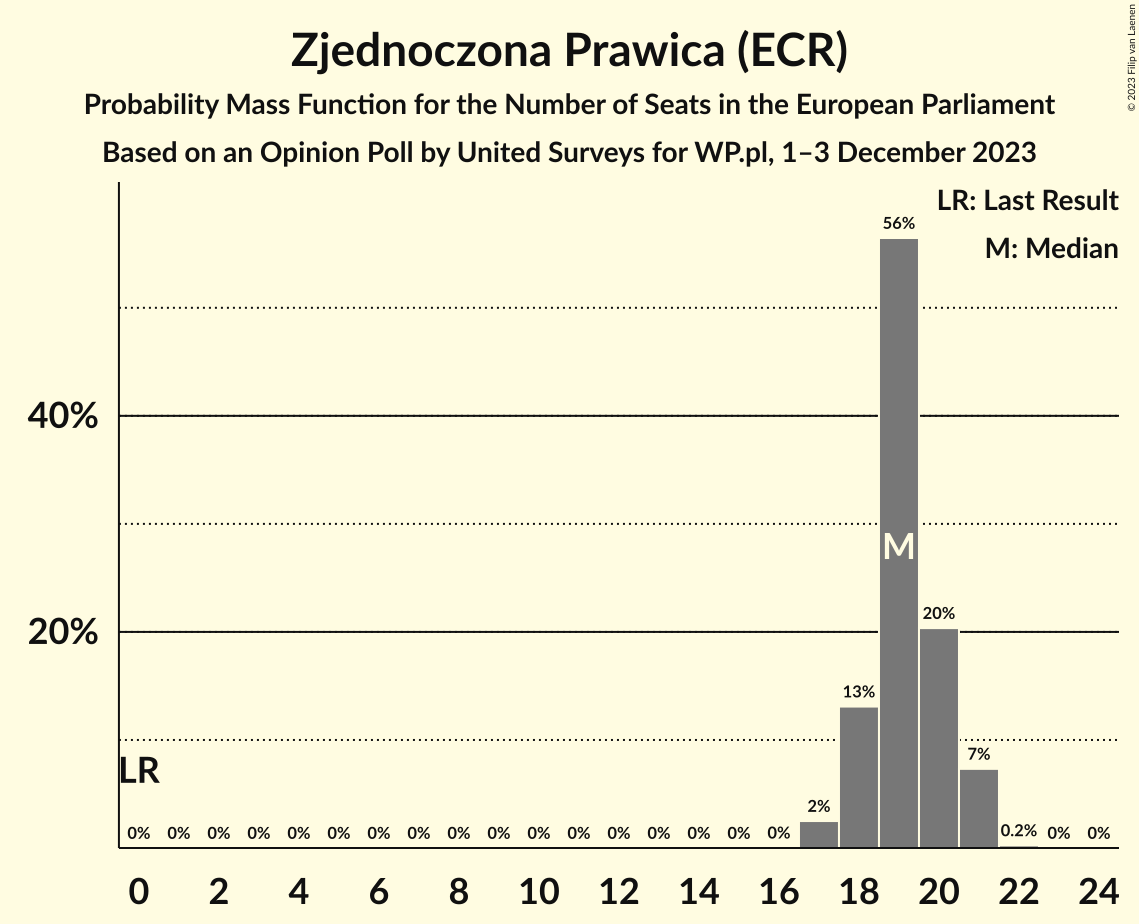 Zjednoczona Prawica (ECR)
Probability Mass Function for the Number of Seats in the European Parliament
Based on an Opinion Poll by United Surveys for WP.pl, 1–3 December 2023
© 2023 Filip van Laenen
LR: Last Result
M: Median
56%
40%
M
20%
20%
13%
7%
LR
2%
0% 0% 0% 0% 0% 0% 0% 0% 0% 0% 0% 0% 0% 0% 0% 0% 0% 0.2% 0% 0%
0 2 4 6 8 10 12 14 16 18 20 22 24